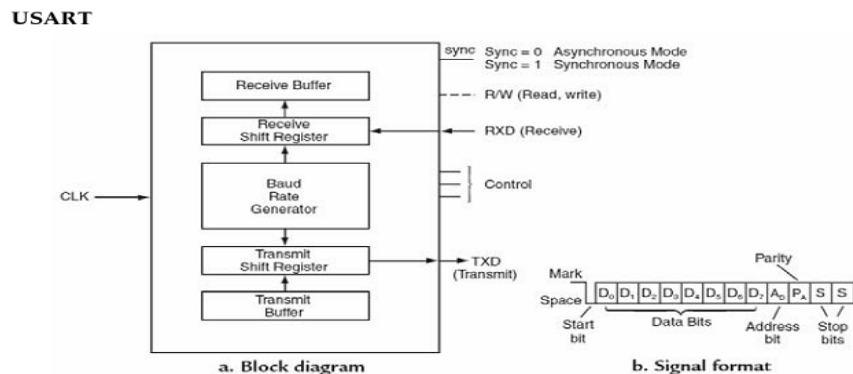 USART
sync Sync = 0 Asynchronous Mode
Sync = 1 Synchronous Mode
Receive Buffer
R/W (Read, write)
Receive
Shift Register
RXD (Receive)
CLK
Baud
Rate
Generator
Control
Transmit
Shift Register
TXD
(Transmit)
Transmit
Buffer
a. Block diagram
Parity
Mark
Space
D0 D1 D2 D3 D4 D5 D6 D7 AD PA S S
Start
bit
Data Bits
Address
bit
Stop
bits
b. Signal format